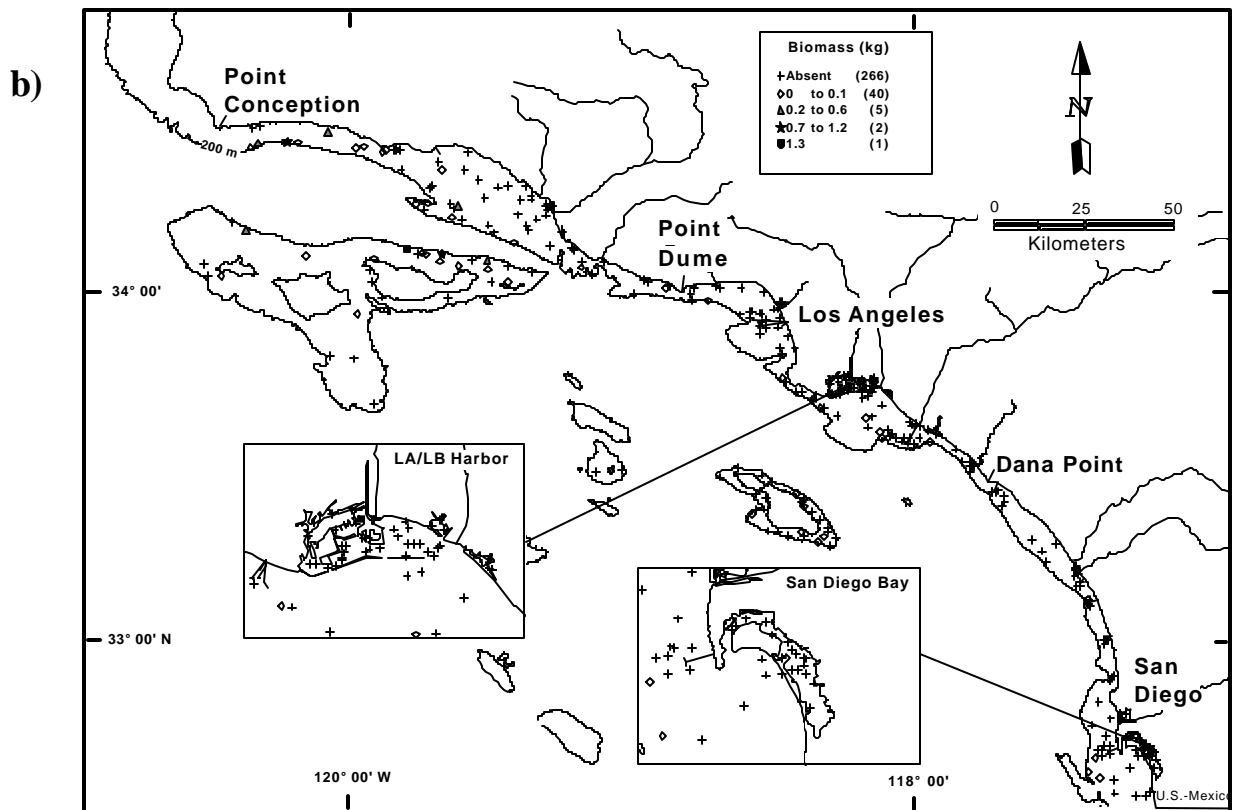 b)
Point
Conception
200 m
Biomass (kg)
Absent (266)
0 to 0.1 (40)
0.2 to 0.6 (5)
0.7 to 1.2 (2)
1.3 (1)
N
0 25 50
Kilometers
Point
Dume
34° 00'
Los Angeles
LA/LB Harbor
Dana Point
San Diego Bay
33° 00' N
San
Diego
120° 00' W
118° 00'
U.S.-Mexico